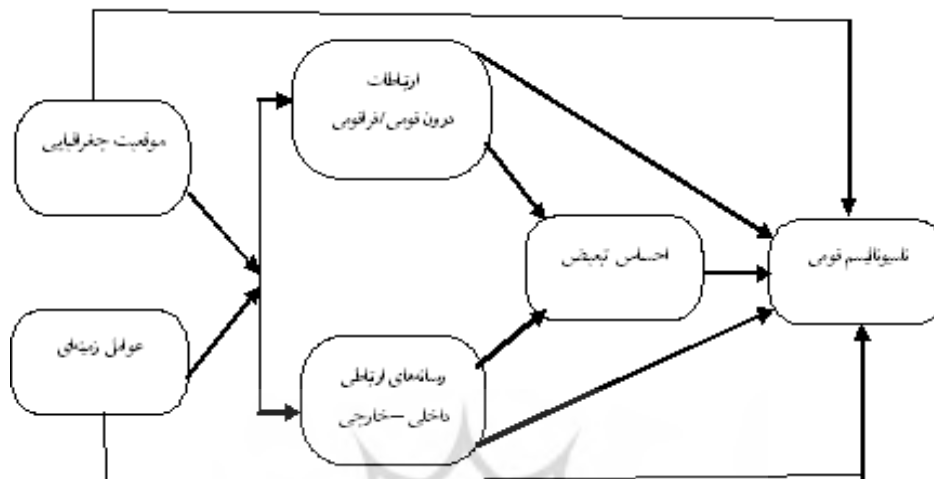 ارتباطات
درون قومی/فراقومی
موقعیت جغرافیایی
احساس تبعیض
ناسیونالیسم قومی
عوامل زمینه‌ای
رسانه‌های ارتباطی
داخلی – خارجی